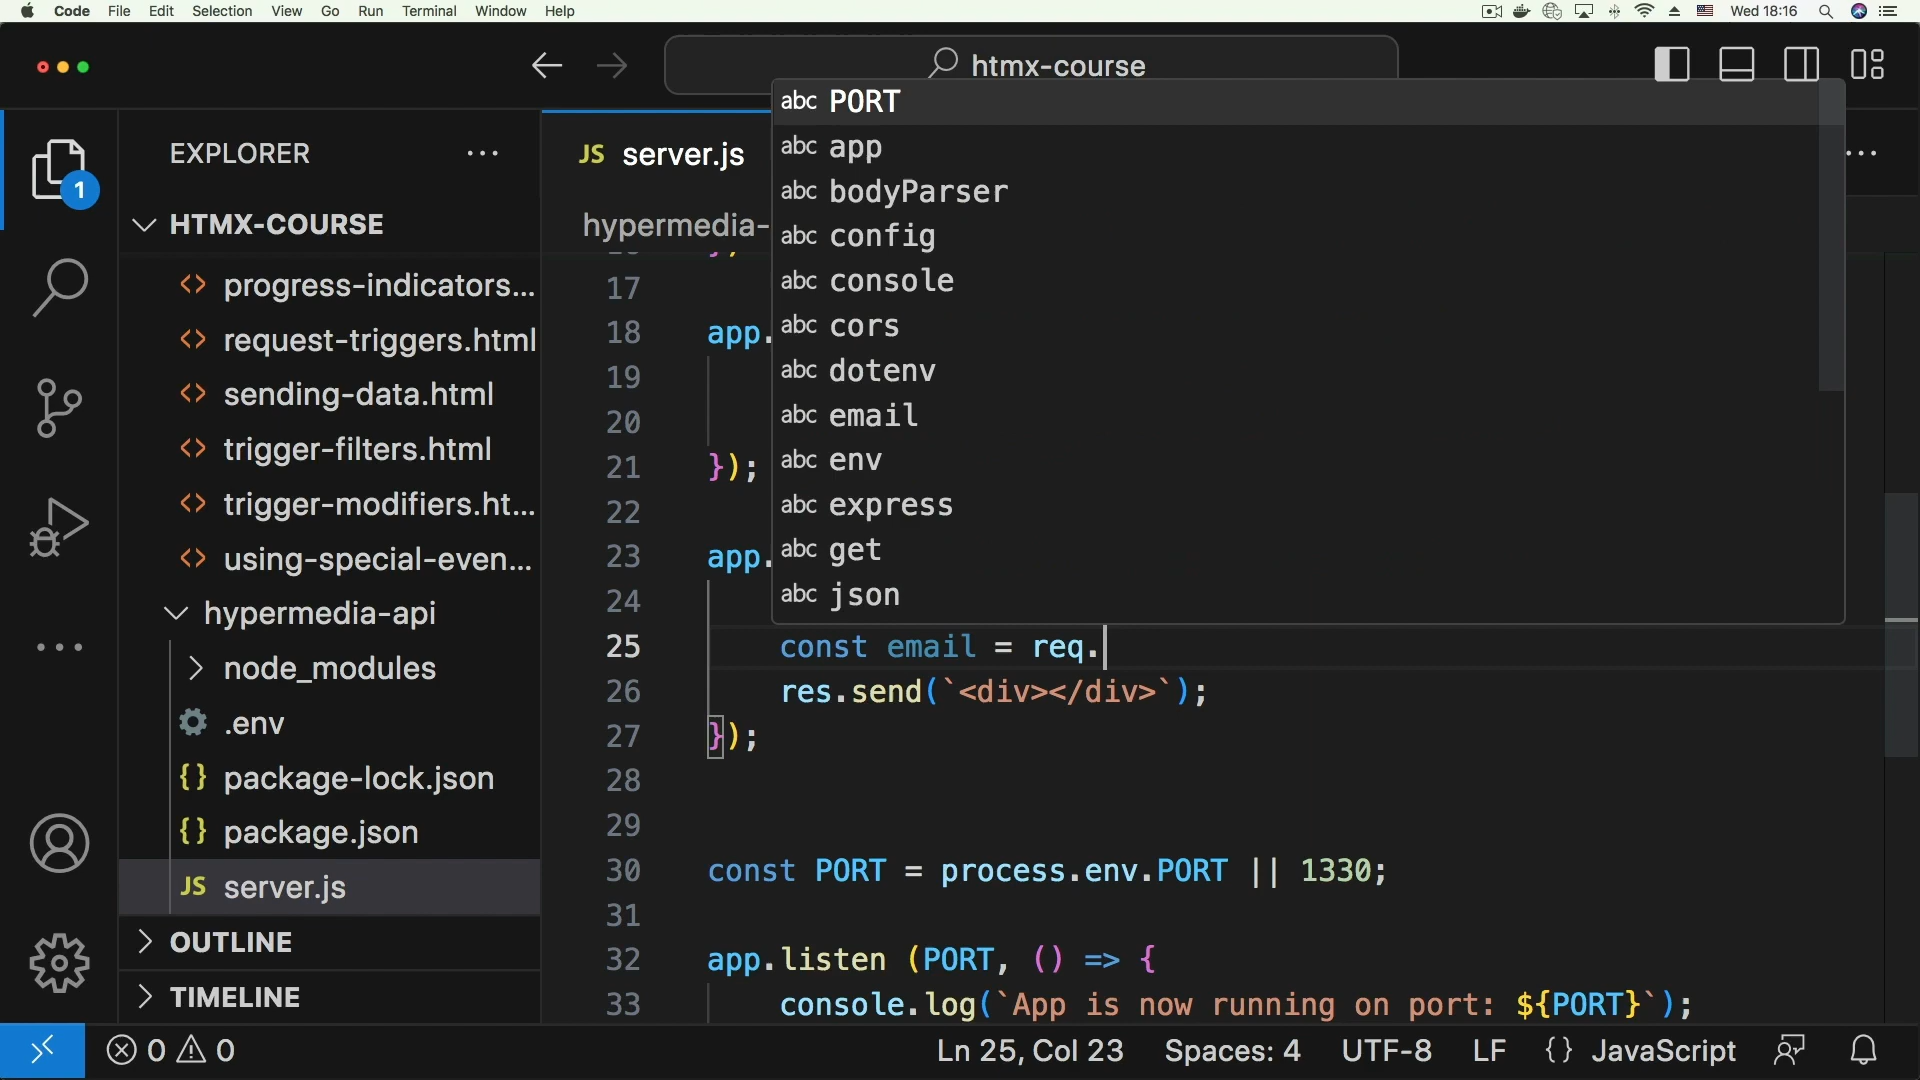 Code File Edit Selection View Go Run Terminal Window Help Wed 18:16
htmx-course
EXPLORER
1
HTMX-COURSE
progress-indicators...
request-triggers.html
sending-data.html
trigger-filters.html
trigger-modifiers.ht...
using-special-even...
hypermedia-api
node_modules
.env
{} package-lock.json
{} package.json
JS server.js
OUTLINE
TIMELINE
JS server.js
hypermedia-
abc PORT
abc app
abc bodyParser
abc config
abc console
abc cors
abc dotenv
abc email
abc env
abc express
abc get
abc json
17
18 app.
19
20
21 });
22
23 app.
24
25 const email = req.
26 res.send(`<div></div>`);
27 });
28
29
30 const PORT = process.env.PORT || 1330;
31
32 app.listen (PORT, () => {
33 console.log(`App is now running on port: ${PORT}`);
0 0 Ln 25, Col 23 Spaces: 4 UTF-8 LF {} JavaScript